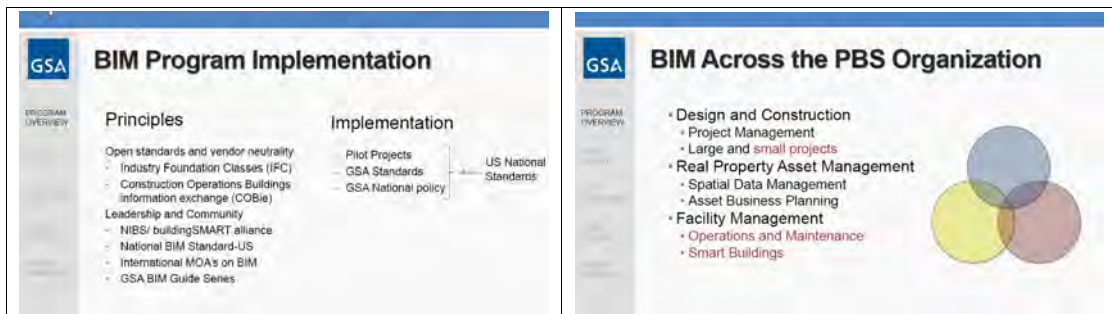 GSA
BIM Program Implementation
PROGRAM
OVERVIEW
Principles
Open standards and vendor neutrality
- Industry Foundation Classes (IFC)
- Construction Operations Buildings
information exchange (COBie)
Leadership and Community
- NIBS/ buildingSMART alliance
- National BIM Standard-US
- International MOA's on BIM
- GSA BIM Guide Series
Implementation
- Pilot Projects
- GSA Standards
- GSA National policy
US National
Standards
GSA
BIM Across the PBS Organization
PROGRAM
OVERVIEW
• Design and Construction
• Project Management
• Large and small projects
• Real Property Asset Management
• Spatial Data Management
• Asset Business Planning
• Facility Management
• Operations and Maintenance
• Smart Buildings